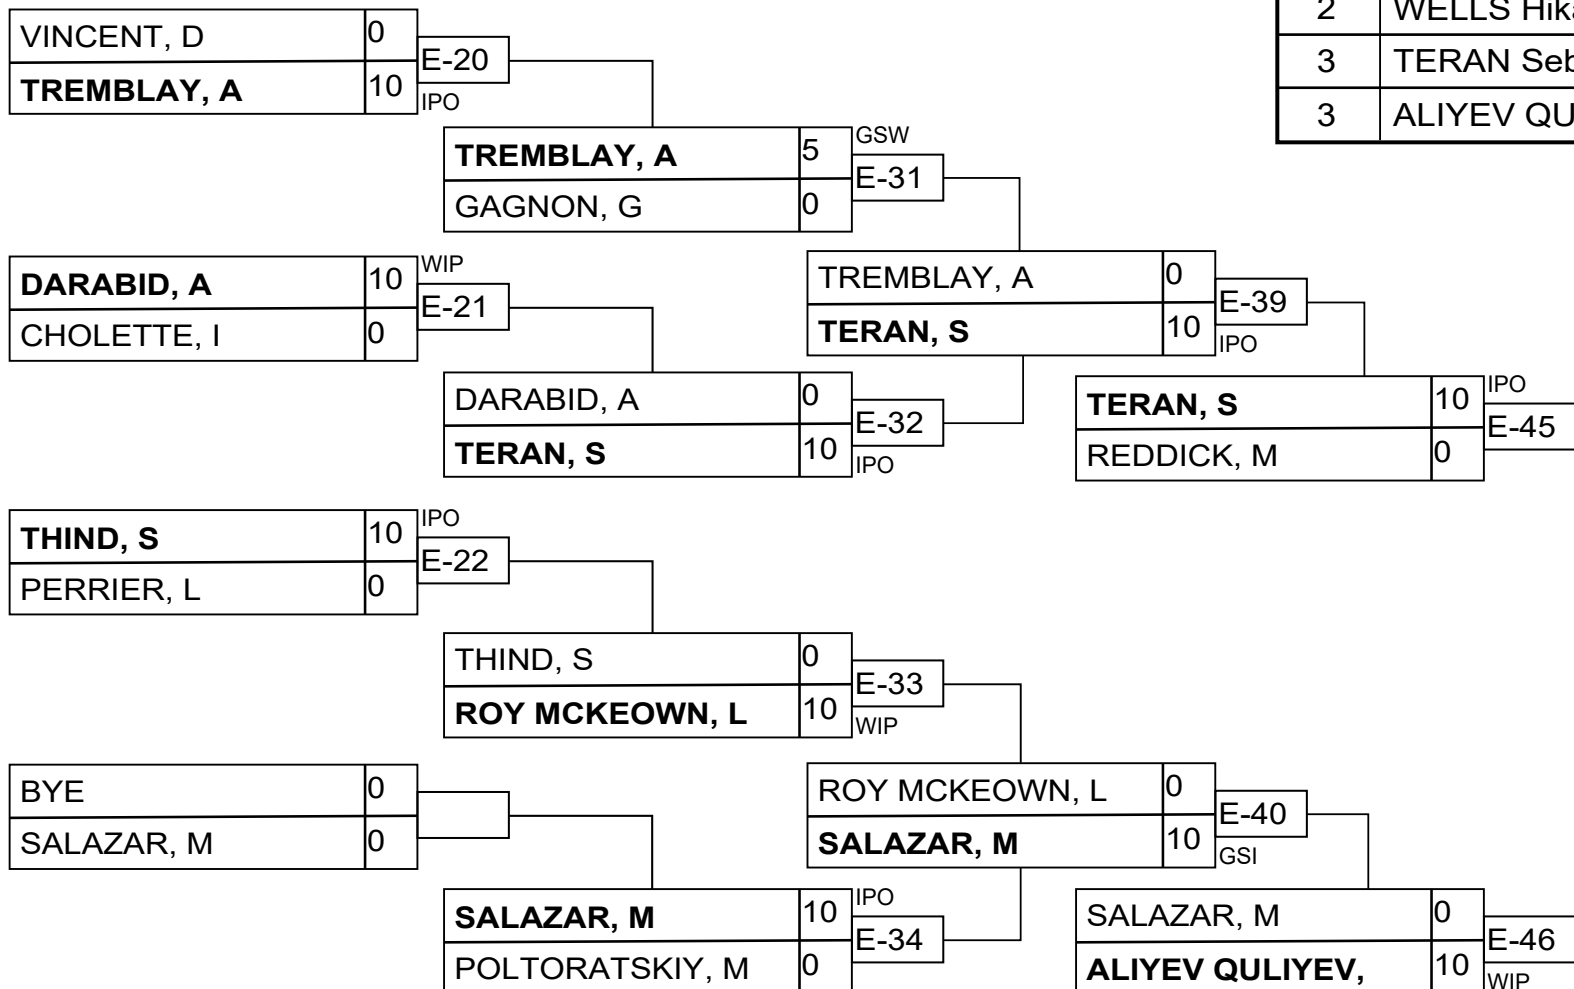 2 WELLS
3 TERAN
3 ALIYEV
VINCENT, D 0
E-20
TREMBLAY, A 10
IPO
TREMBLAY, A 5 GSW
E-31
GAGNON, G 0
DARABID, A 10 WIP
E-21
CHOLETTE, I 0
TREMBLAY, A 0
E-39
TERAN, S 10
IPO
DARABID, A 0
E-32
TERAN, S 10
IPO
TERAN, S 10 IPO
E-45
REDDICK, M 0
THIND, S 10 IPO
E-22
PERRIER, L 0
THIND, S 0
E-33
ROY MCKEOWN, L 10
WIP
BYE 0
SALAZAR, M 0
ROY MCKEOWN, L 0
E-40
SALAZAR, M 10
GSI
SALAZAR, M 10 IPO
E-34
POLTORATSKIY, M 0
SALAZAR, M 0
E-46
ALIYEV QULIYEV, 10
WIP